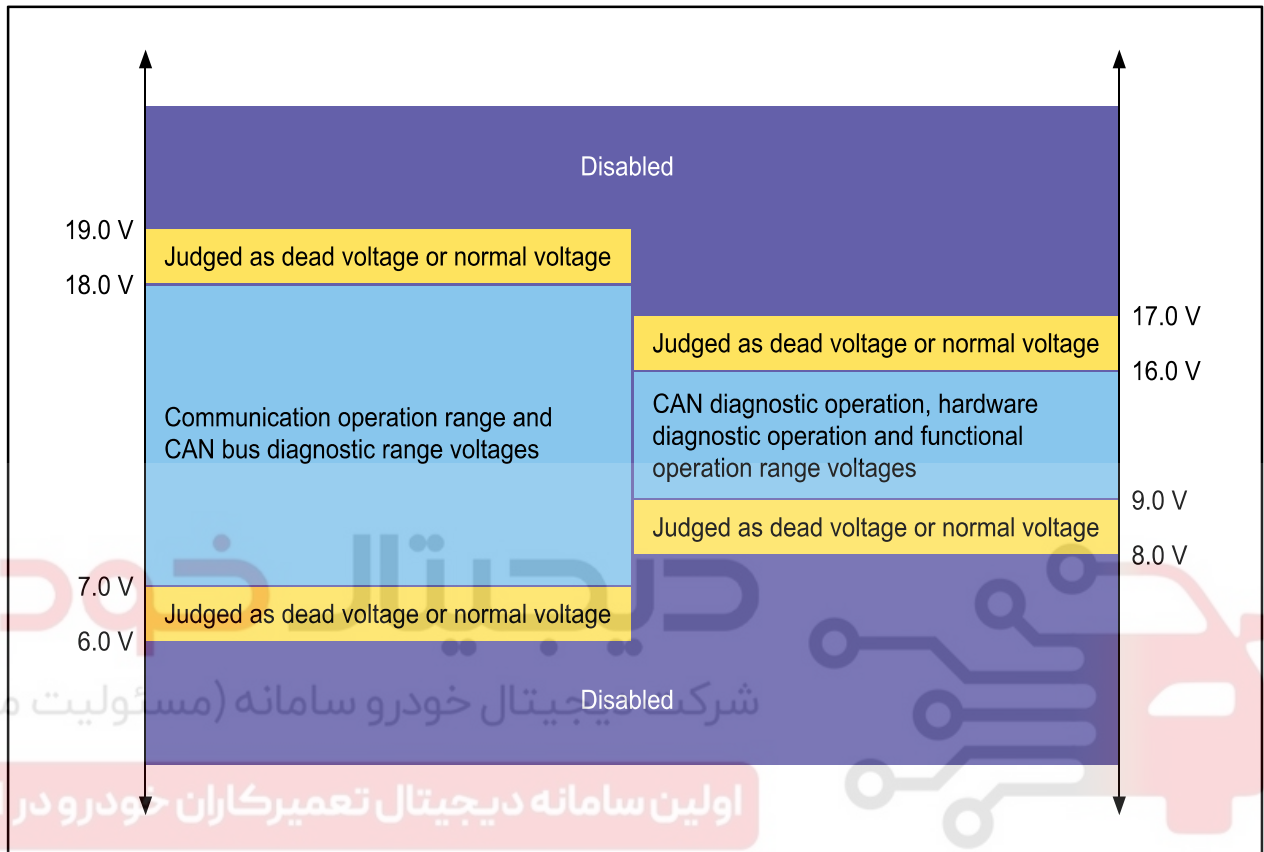 Disabled
19.0 V
Judged as dead voltage or normal voltage
18.0 V
17.0 V
Judged as dead voltage or normal voltage
16.0 V
Communication operation range and
CAN bus diagnostic range voltages
CAN diagnostic operation, hardware
diagnostic operation and functional
operation range voltages
9.0 V
Judged as dead voltage or normal voltage
8.0 V
7.0 V
Judged as dead voltage or normal voltage
6.0 V
دیجیتال خود
شرکت دیجیتال خودرو سامانه (مسئولیت م
Disabled
اولین سامانه دیجیتال تعمیرکاران خودرو در ا